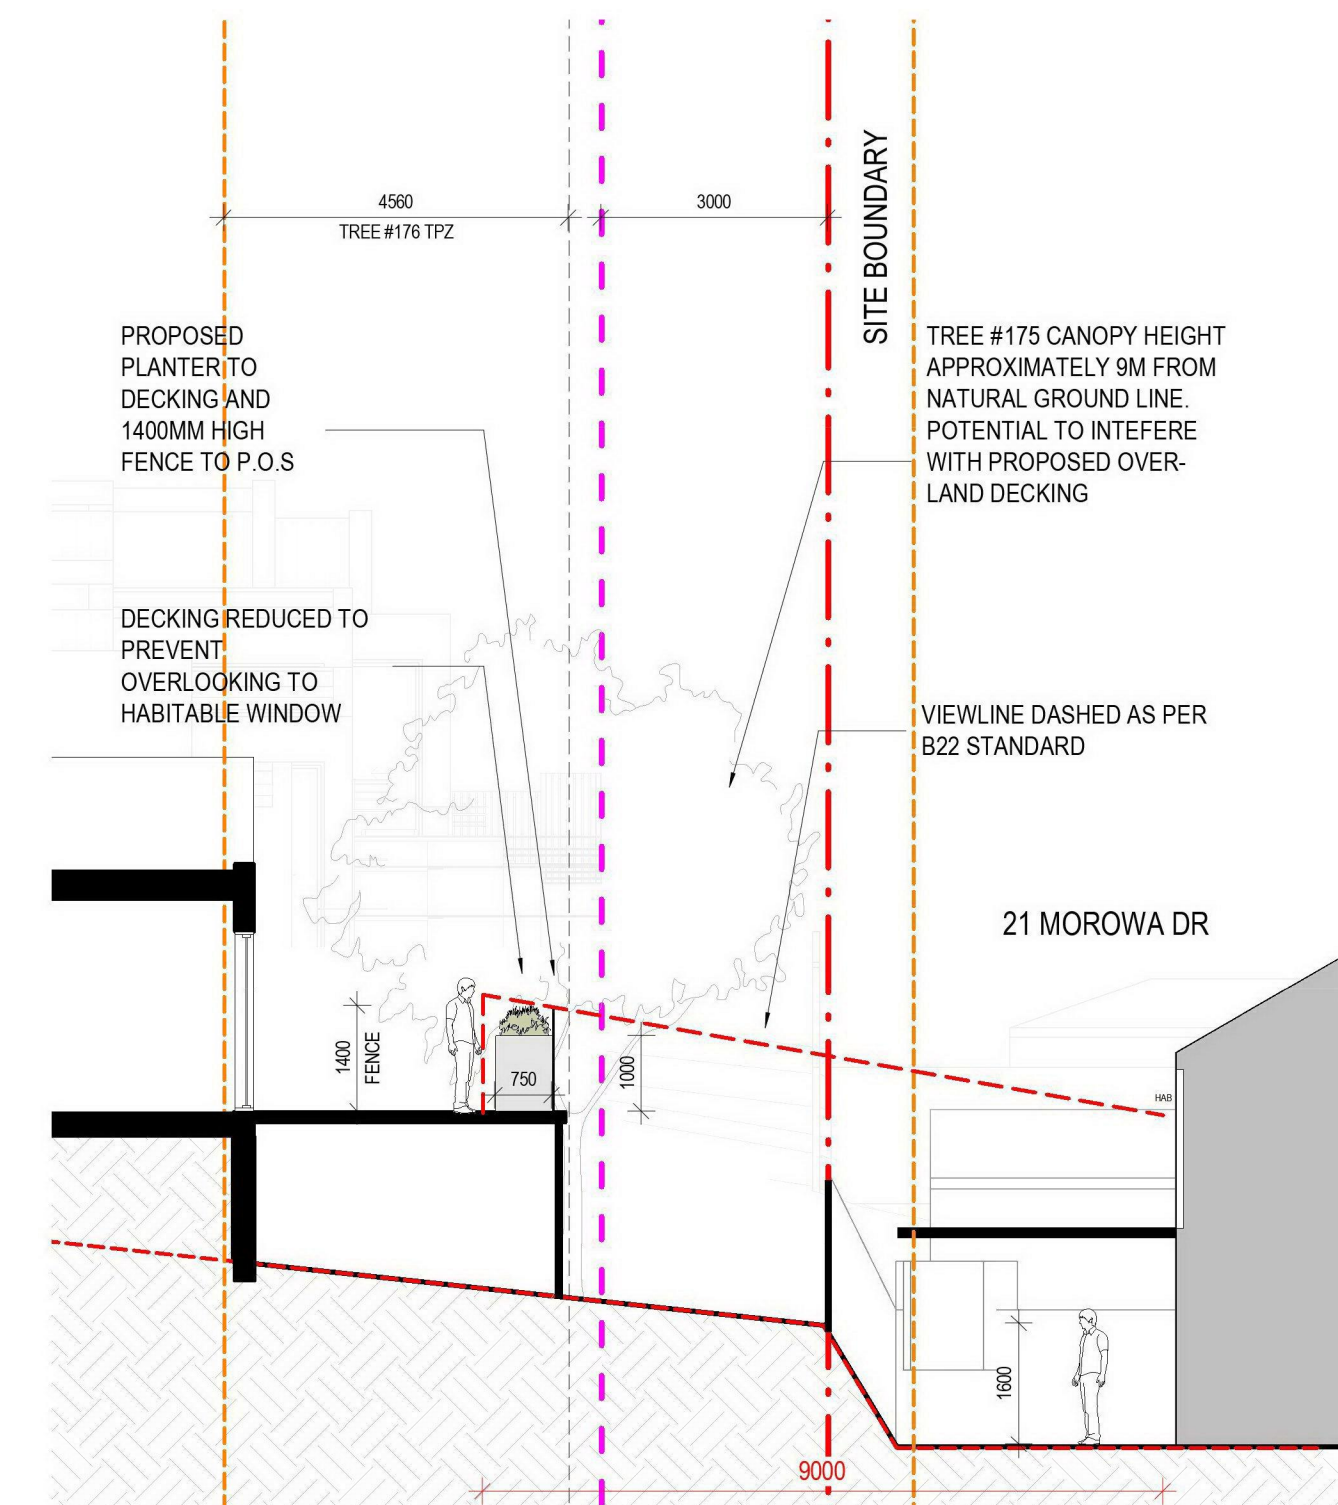 4560
TREE #176 TPZ
3000
SITE BOUNDARY
PROPOSED
PLANTER TO
DECKING AND
1400MM HIGH
FENCE TO P.O.S
TREE #175 CANOPY HEIGHT
APPROXIMATELY 9M FROM
NATURAL GROUND LINE.
POTENTIAL TO INTEFERE
WITH PROPOSED OVER-
LAND DECKING
DECKING REDUCED TO
PREVENT
OVERLOOKING TO
HABITABLE WINDOW
VIEWLINE DASHED AS PER
B22 STANDARD
21 MOROWA DR
1400
FENCE
750
1000
HAB
1600
9000